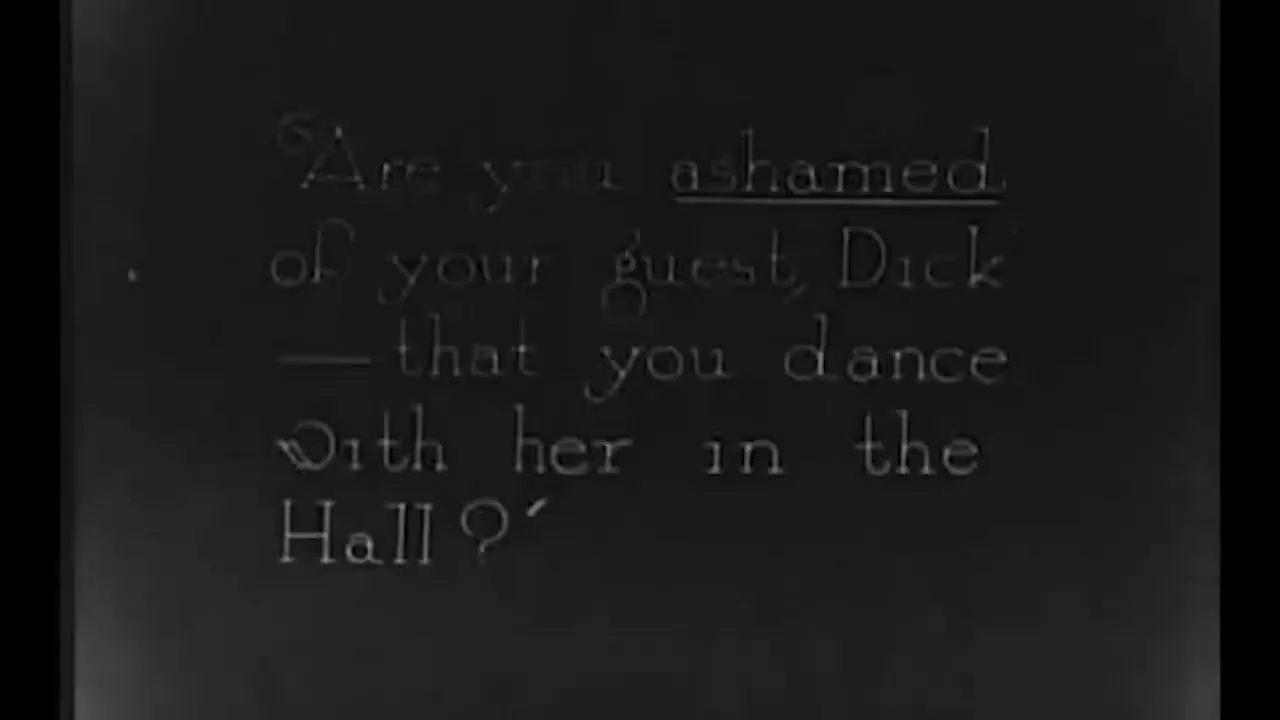 "Are you ashamed
of your guest, Dick
— that you dance
with her in the
Hall?"